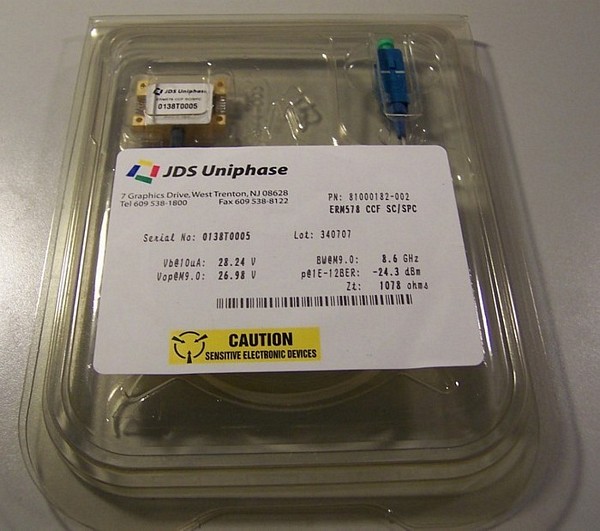 JDS Uniphase
0138T0005
JDS Uniphase
7 Graphics Drive, West Trenton, NJ 08628
Tel 609 538-1800 Fax 609 538-8122
PN: 81000182-002
ERM578 CCF SC/SPC
Serial No: 0138T0005 Lot: 340707
Vb@10uA: 28.24 V BW@M9.0: 8.6 GHz
Vop@M9.0: 26.98 V p@1E-12BER: -24.3 dBm
Zt: 1078 ohms
CAUTION
SENSITIVE ELECTRONIC DEVICES